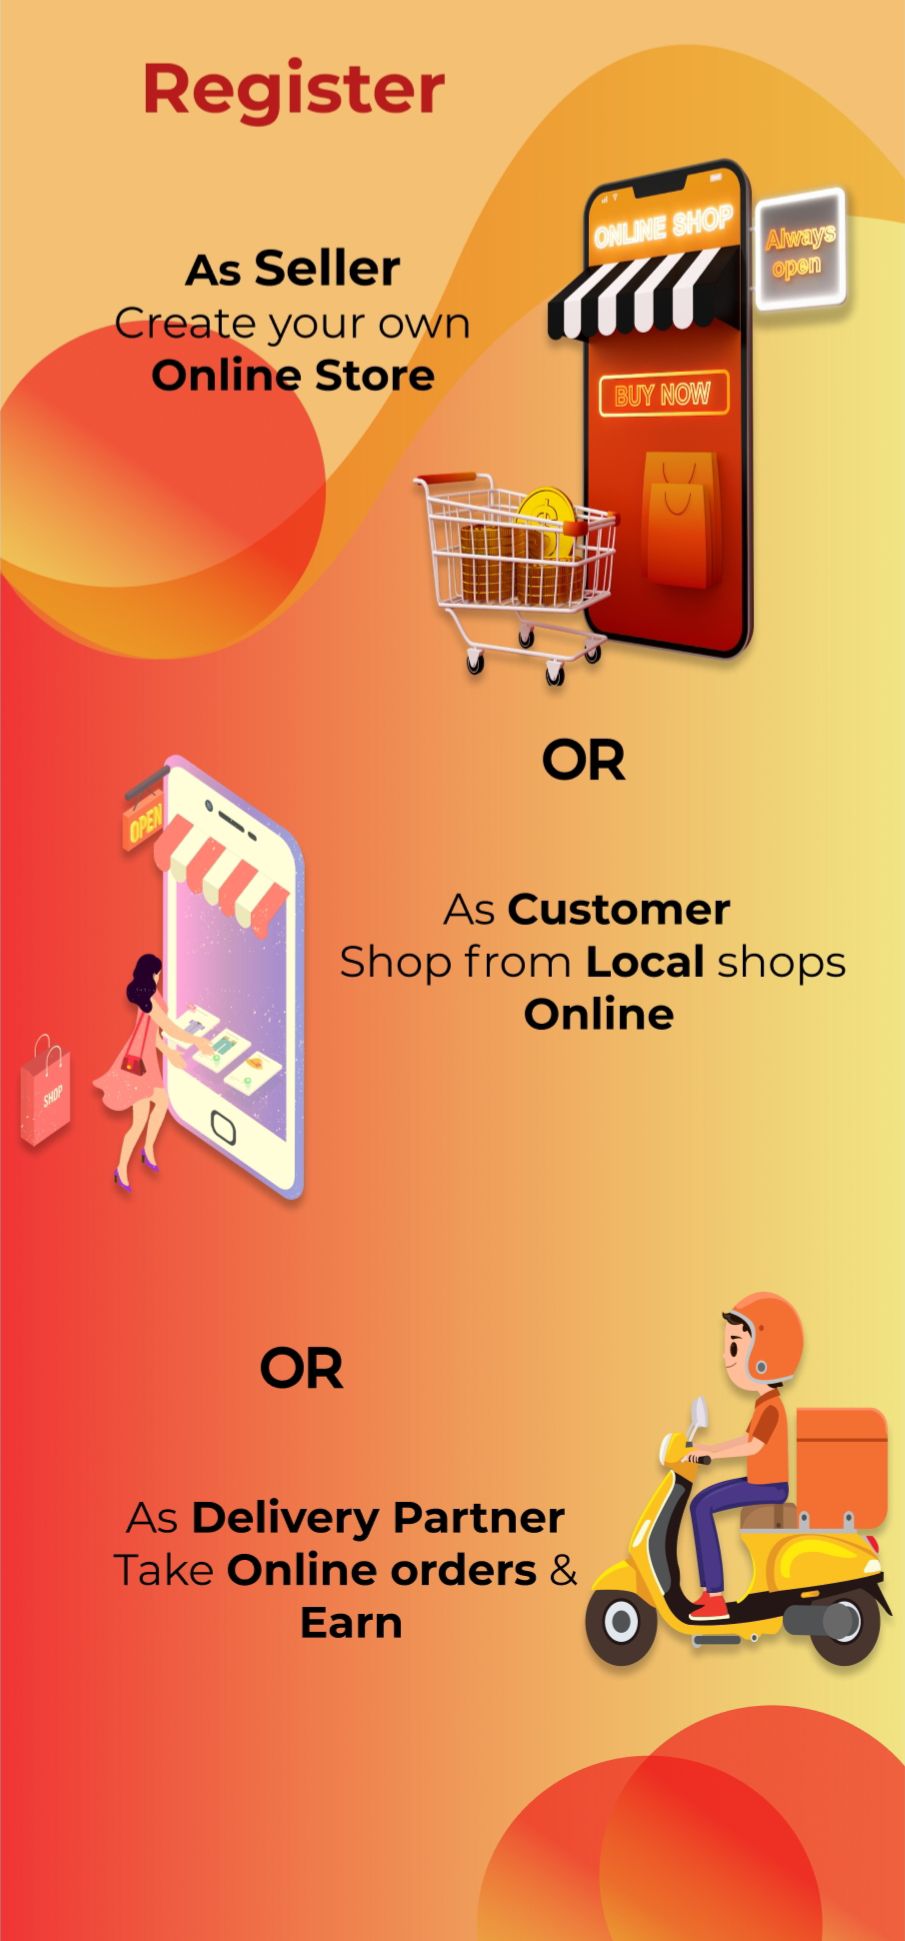 Register
ONLINE SHOP
Always
open
As Seller
Create your own
Online Store
BUY NOW
OR
OPEN
As Customer
Shop from Local shops
Online
SHOP
OR
As Delivery Partner
Take Online orders &
Earn